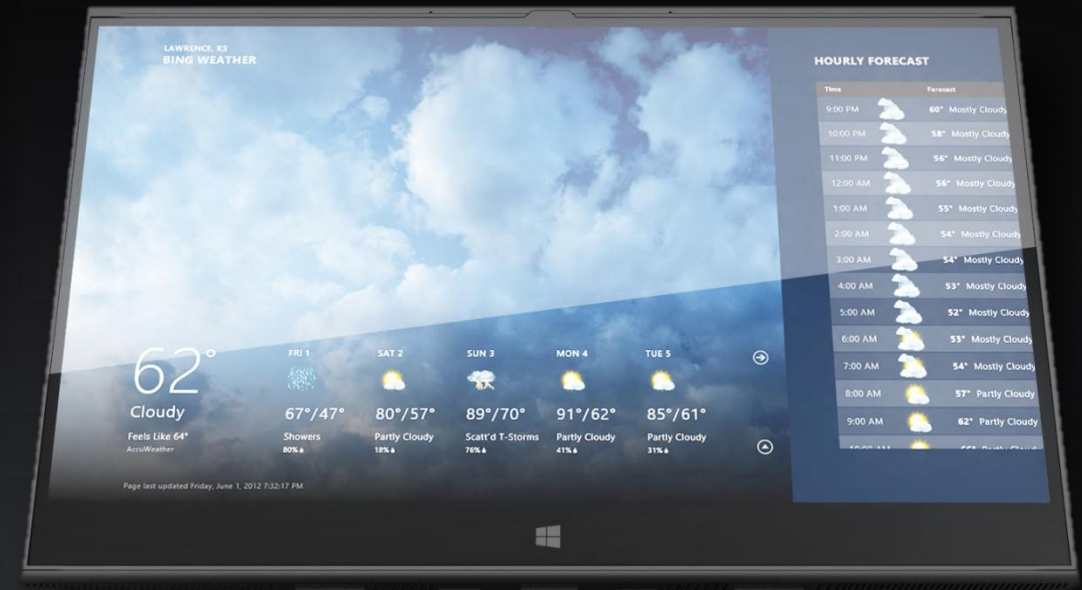 LAWRENCE, KS
BING WEATHER
62°
Cloudy
Feels Like 64°
AccuWeather
FRI 1
67°/47°
Showers
80%
SAT 2
80°/57°
Partly Cloudy
18%
SUN 3
89°/70°
Scatt'd T-Storms
76%
MON 4
91°/62°
Partly Cloudy
41%
TUE 5
85°/61°
Partly Cloudy
31%
Page last updated Friday, June 1, 2012 7:32:17 PM
HOURLY FORECAST
Time Forecast
9:00 PM 60° Mostly Cloudy
10:00 PM 58° Mostly Cloudy
11:00 PM 56° Mostly Cloudy
12:00 AM 56° Mostly Cloudy
1:00 AM 55° Mostly Cloudy
2:00 AM 54° Mostly Cloudy
3:00 AM 54° Mostly Cloudy
4:00 AM 53° Mostly Cloudy
5:00 AM 52° Mostly Cloudy
6:00 AM 53° Mostly Cloudy
7:00 AM 54° Mostly Cloudy
8:00 AM 57° Partly Cloudy
9:00 AM 62° Partly Cloudy